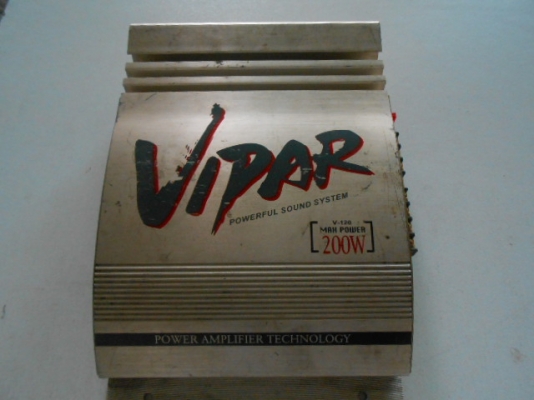 VIPAR
POWERFUL SOUND SYSTEM
MAX POWER
200W
POWER AMPLIFIER TECHNOLOGY